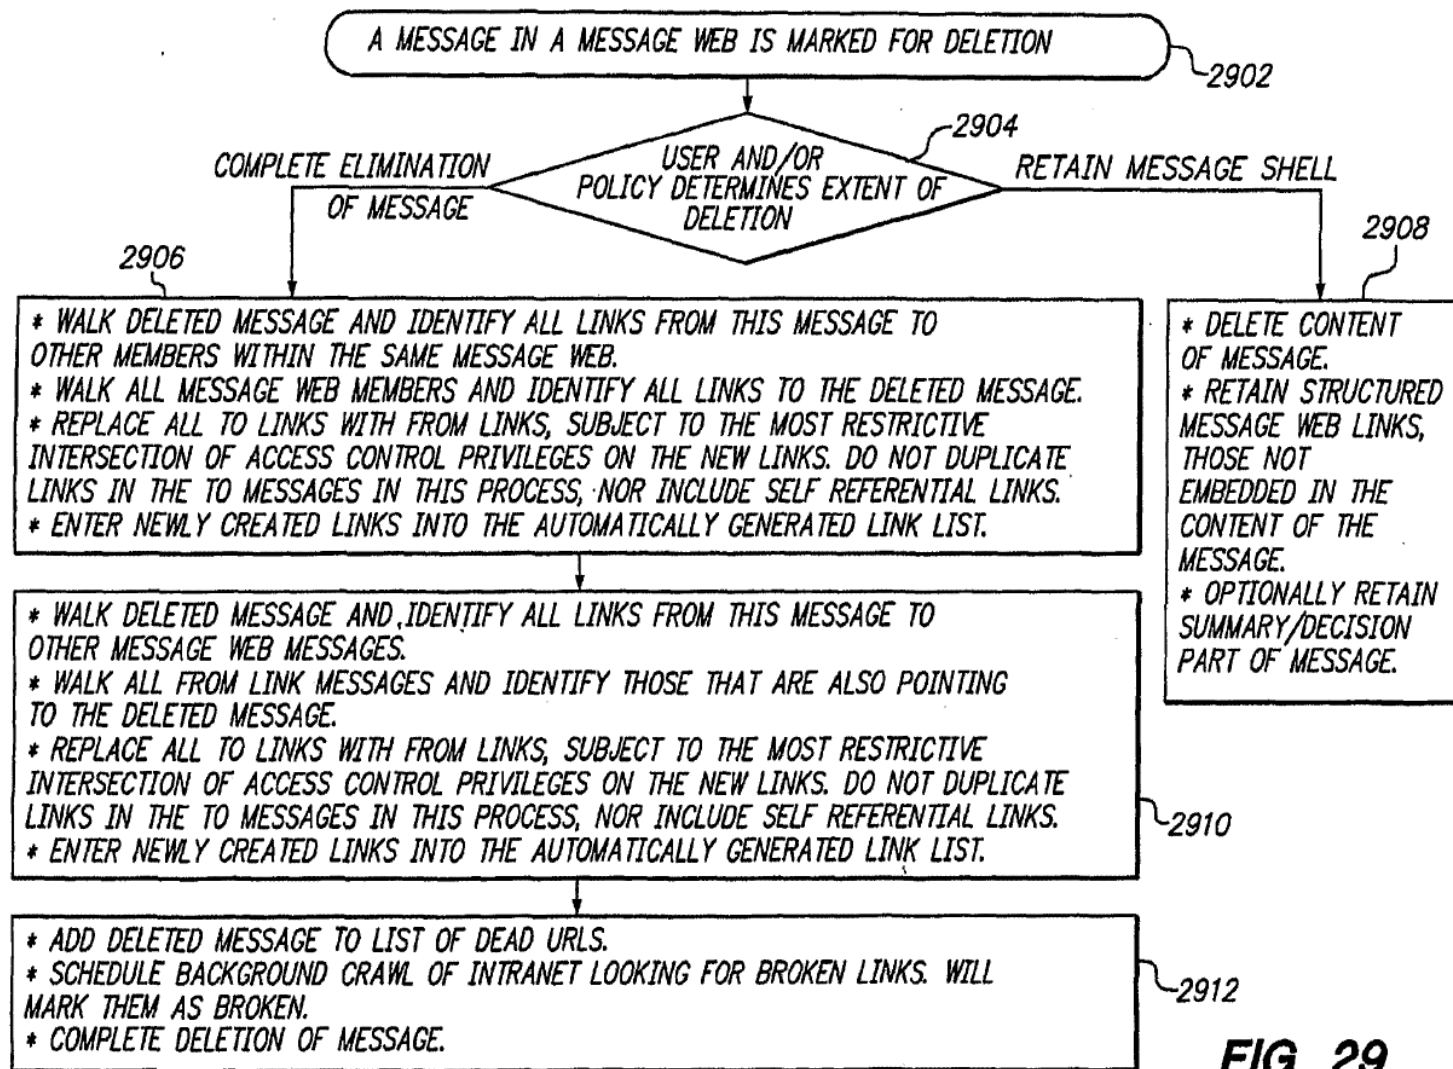 A MESSAGE IN A MESSAGE WEB IS MARKED FOR DELETION
2902
2904
COMPLETE ELIMINATION
OF MESSAGE
USER AND/OR
POLICY DETERMINES EXTENT OF
DELETION
RETAIN MESSAGE SHELL
2906
2908
* WALK DELETED MESSAGE AND IDENTIFY ALL LINKS FROM THIS MESSAGE TO
OTHER MEMBERS WITHIN THE SAME MESSAGE WEB.
* WALK ALL MESSAGE WEB MEMBERS AND IDENTIFY ALL LINKS TO THE DELETED MESSAGE.
* REPLACE ALL TO LINKS WITH FROM LINKS, SUBJECT TO THE MOST RESTRICTIVE
INTERSECTION OF ACCESS CONTROL PRIVILEGES ON THE NEW LINKS. DO NOT DUPLICATE
LINKS IN THE TO MESSAGES IN THIS PROCESS, NOR INCLUDE SELF REFERENTIAL LINKS.
* ENTER NEWLY CREATED LINKS INTO THE AUTOMATICALLY GENERATED LINK LIST.
* DELETE CONTENT
OF MESSAGE.
* RETAIN STRUCTURED
MESSAGE WEB LINKS,
THOSE NOT
EMBEDDED IN THE
CONTENT OF THE
MESSAGE.
* OPTIONALLY RETAIN
SUMMARY/DECISION
PART OF MESSAGE.
* WALK DELETED MESSAGE AND IDENTIFY ALL LINKS FROM THIS MESSAGE TO
OTHER MESSAGE WEB MESSAGES.
* WALK ALL FROM LINK MESSAGES AND IDENTIFY THOSE THAT ARE ALSO POINTING
TO THE DELETED MESSAGE.
* REPLACE ALL TO LINKS WITH FROM LINKS, SUBJECT TO THE MOST RESTRICTIVE
INTERSECTION OF ACCESS CONTROL PRIVILEGES ON THE NEW LINKS. DO NOT DUPLICATE
LINKS IN THE TO MESSAGES IN THIS PROCESS, NOR INCLUDE SELF REFERENTIAL LINKS.
* ENTER NEWLY CREATED LINKS INTO THE AUTOMATICALLY GENERATED LINK LIST.
2910
* ADD DELETED MESSAGE TO LIST OF DEAD URLS.
* SCHEDULE BACKGROUND CRAWL OF INTRANET LOOKING FOR BROKEN LINKS. WILL
MARK THEM AS BROKEN.
* COMPLETE DELETION OF MESSAGE.
2912
FIG. 29